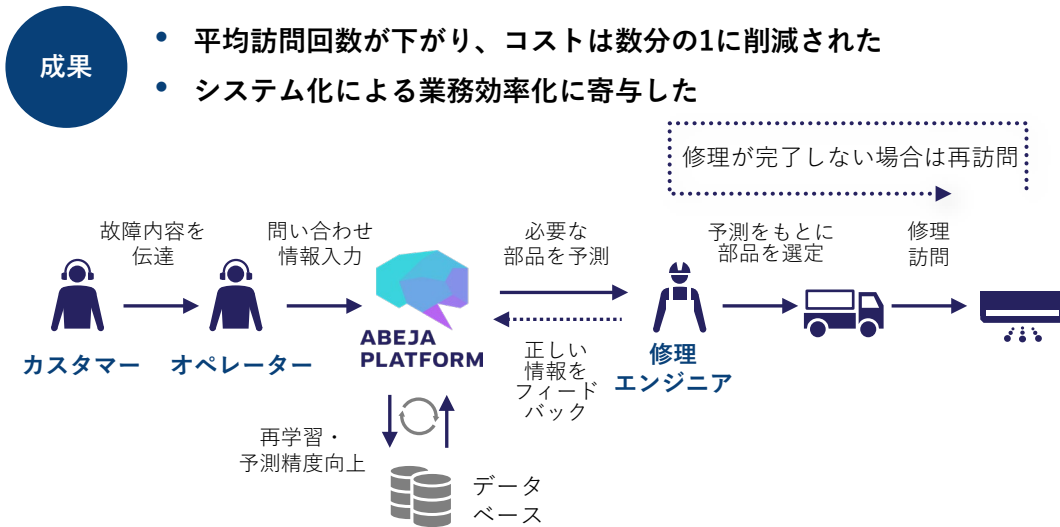 成果
• 平均訪問回数が下がり、コストは数分の1に削減された
• システム化による業務効率化に寄与した
修理が完了しない場合は再訪問
故障内容を
伝達
問い合わせ
情報入力
必要な
部品を予測
予測をもとに
部品を選定
修理
訪問
カスタマー
オペレーター
ABEJA
PLATFORM
正しい
情報を
フィード
バック
修理
エンジニア
再学習・
予測精度向上
データ
ベース